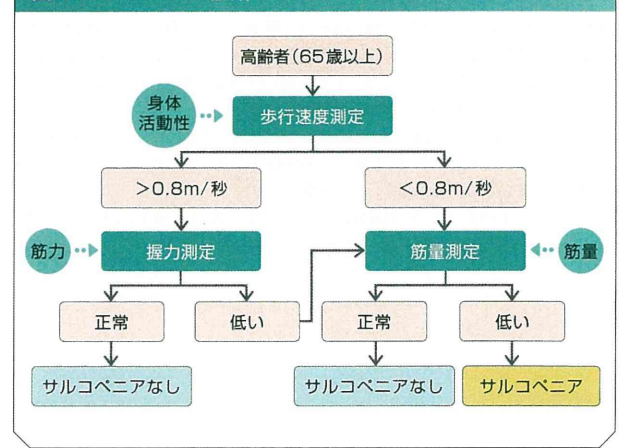 高齢者(65歳以上)
身体
活動性
歩行速度測定
>0.8m/秒
<0.8m/秒
筋力
握力測定
筋量測定
筋量
正常
低い
正常
低い
サルコペニアなし
サルコペニアなし
サルコペニア